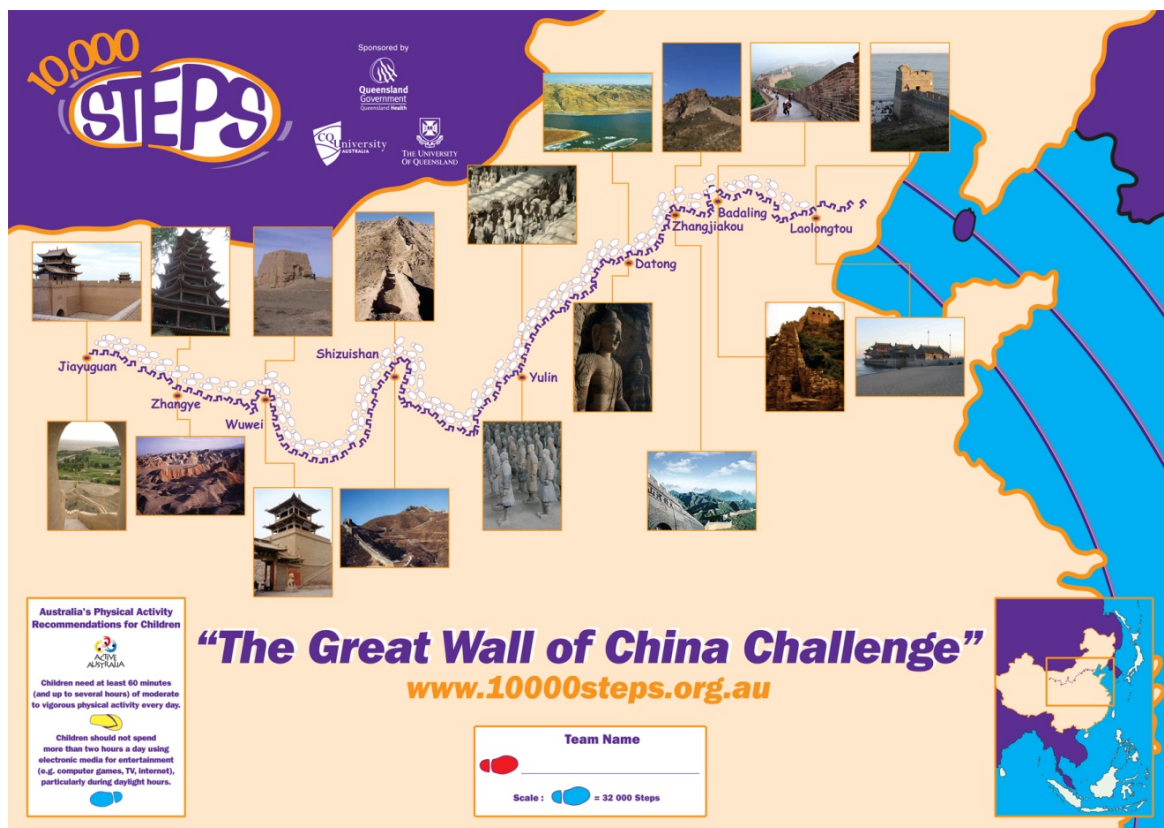 10,000
STEPS
Sponsored by
Queensland
Government
Queensland Health
CQUniversity
AUSTRALIA
THE UNIVERSITY
OF QUEENSLAND
Jiayuguan
Zhangye
Wuwei
Shizuishan
Yulin
Datong
Zhangjiakou
Badaling
Laolongtou
Australia's Physical Activity
Recommendations for Children
ACTIVE
AUSTRALIA
Children need at least 60 minutes
(and up to several hours) of moderate
to vigorous physical activity every day.
Children should not spend
more than two hours a day using
electronic media for entertainment
(e.g. computer games, TV, internet),
particularly during daylight hours.
“The Great Wall of China Challenge”
www.10000steps.org.au
Team Name
Scale : = 32 000 Steps